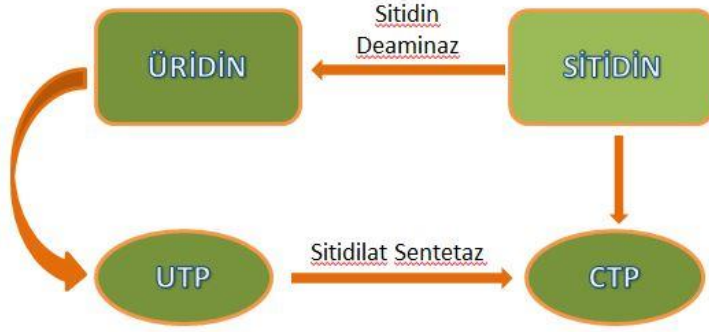 Sitidin
Deaminaz
ÜRİDİN
SİTİDİN
Sitidilat Sentetaz
UTP
CTP